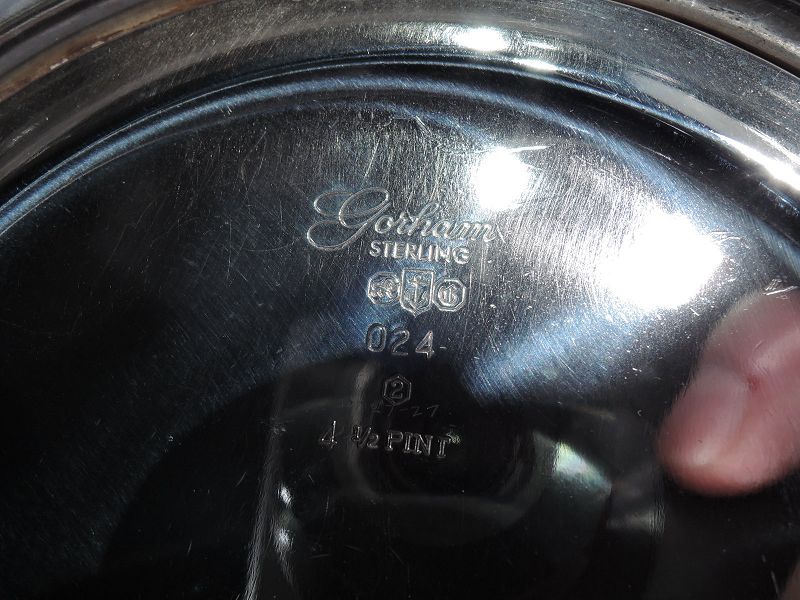 Gorham
STERLING
024
2
4 1/2 PINT